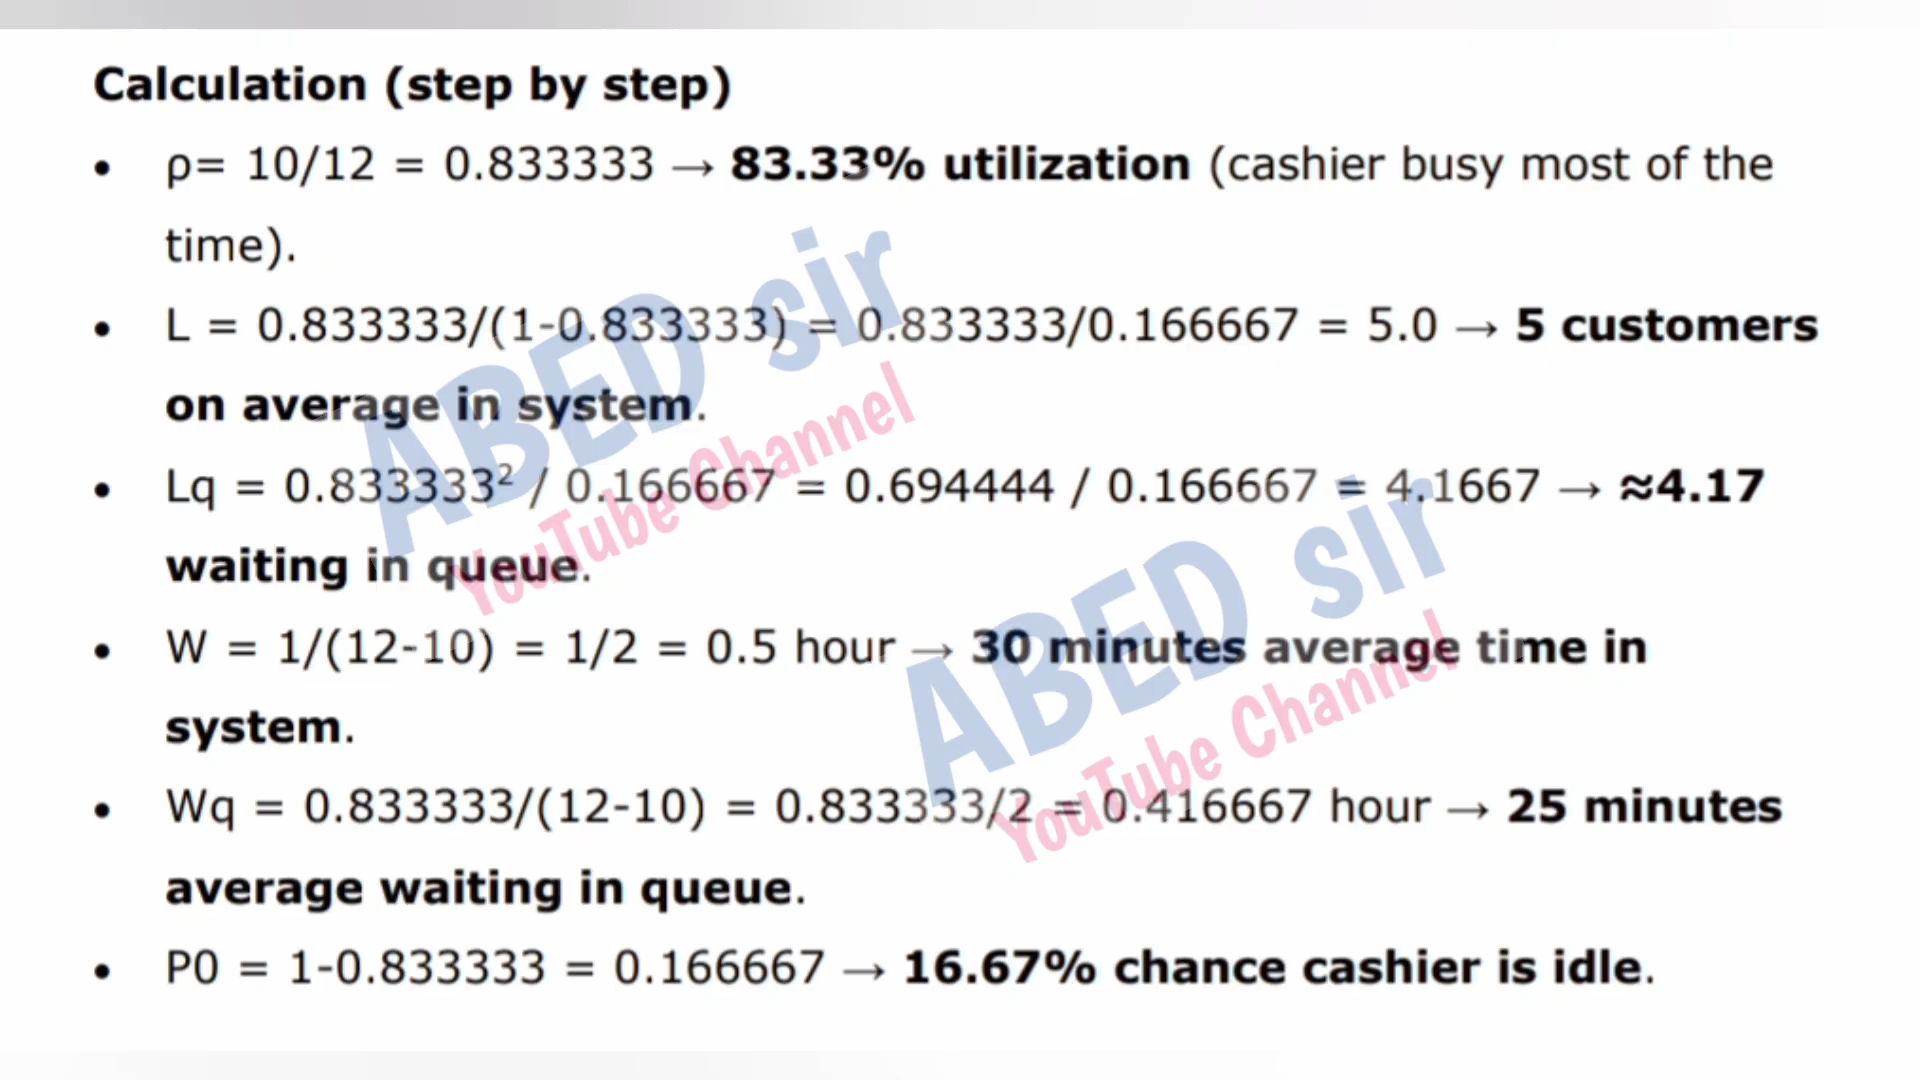 Calculation (step by step)
• ρ= 10/12 = 0.833333 → 83.33% utilization (cashier busy most of the
time).
• L = 0.833333/(1-0.833333) = 0.833333/0.166667 = 5.0 → 5 customers
on average in system.
• Lq = 0.833333² / 0.166667 = 0.694444 / 0.166667 = 4.1667 → ≈4.17
waiting in queue.
• W = 1/(12-10) = 1/2 = 0.5 hour → 30 minutes average time in
system.
• Wq = 0.833333/(12-10) = 0.833333/2 = 0.416667 hour → 25 minutes
average waiting in queue.
• P0 = 1-0.833333 = 0.166667 → 16.67% chance cashier is idle.
ABED sir
YouTube Channel
ABED sir
YouTube Channel